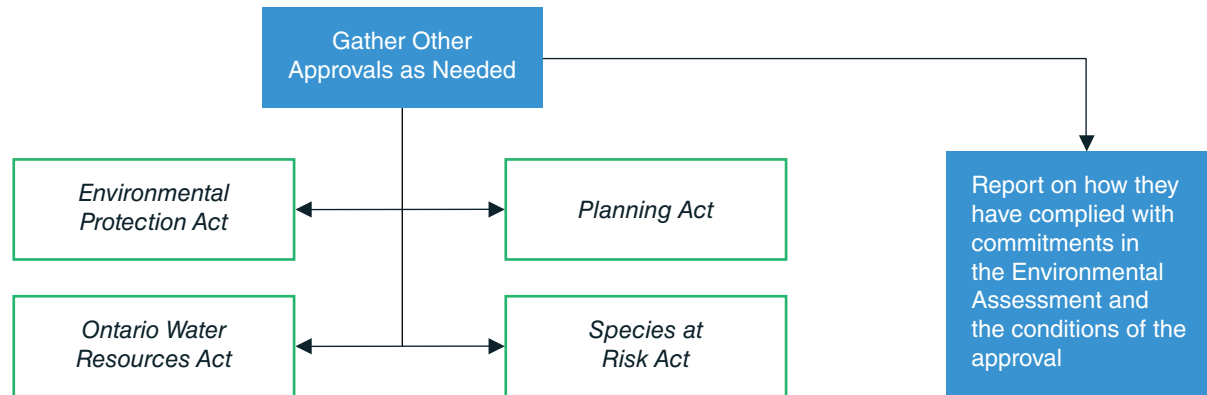 Gather Other
Approvals as Needed
Environmental
Protection Act
Planning Act
Ontario Water
Resources Act
Species at
Risk Act
Report on how they
have complied with
commitments in
the Environmental
Assessment and
the conditions of the
approval